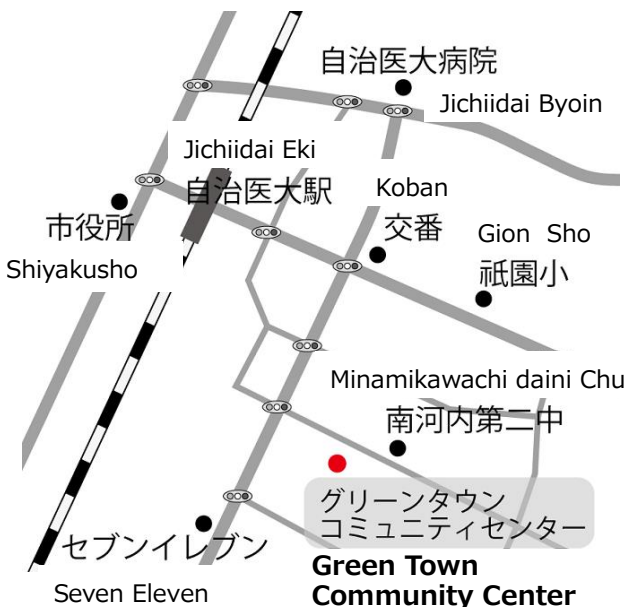 自治医大病院
Jichiidai Byoin
Jichiidai Eki
自治医大駅
Koban
交番
市役所
Shiyakusho
Gion Sho
祇園小
Minamikawachi daini Chu
南河内第二中
グリーンタウン
コミュニティセンター
Green Town
Community Center
セブンイレブン
Seven Eleven